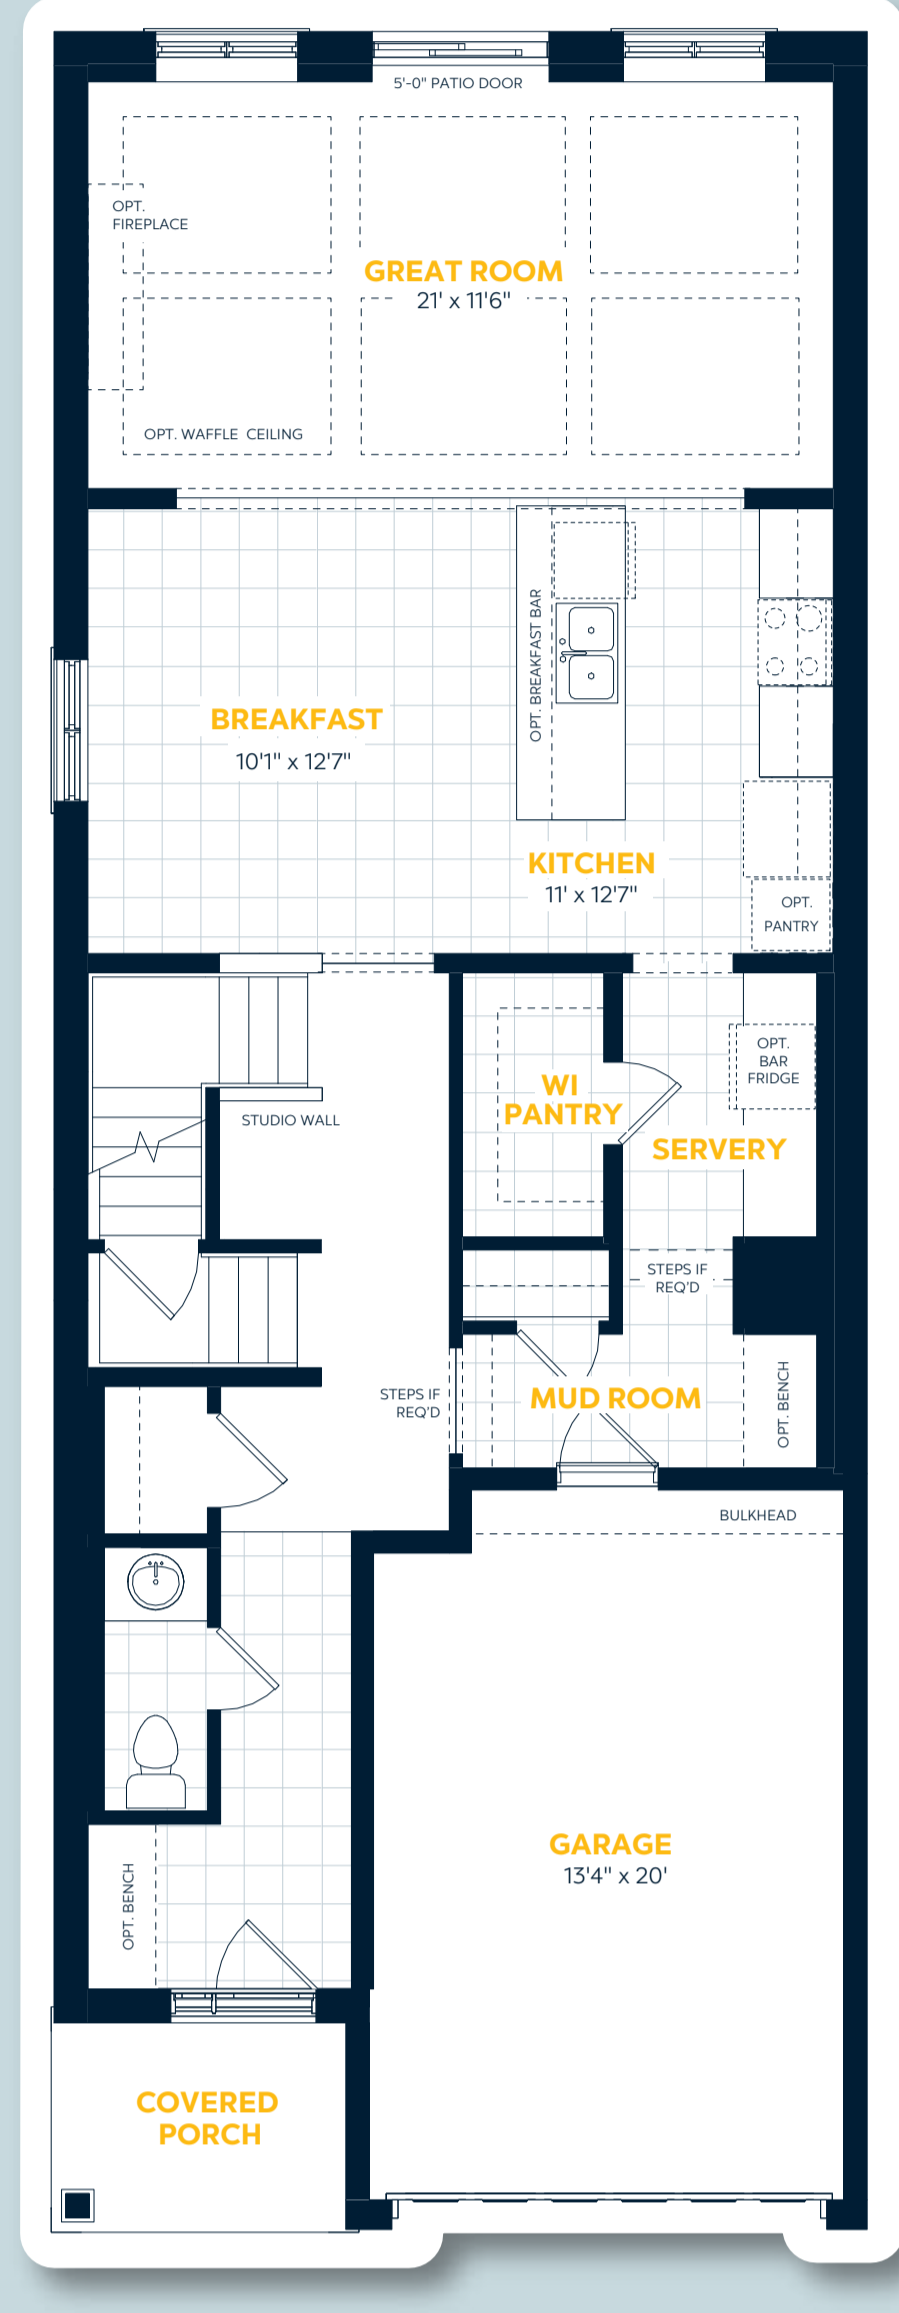 5'-0" PATIO DOOR
OPT.
FIREPLACE
GREAT ROOM
21' x 11'6"
OPT. WAFFLE CEILING
OPT. BREAKFAST BAR
BREAKFAST
10'1" x 12'7"
KITCHEN
11' x 12'7"
OPT.
PANTRY
OPT.
BAR
FRIDGE
WI
PANTRY
STUDIO WALL
SERVERY
STEPS IF
REQ'D
STEPS IF
REQ'D
MUD ROOM
OPT. BENCH
BULKHEAD
GARAGE
13'4" x 20'
OPT. BENCH
COVERED
PORCH